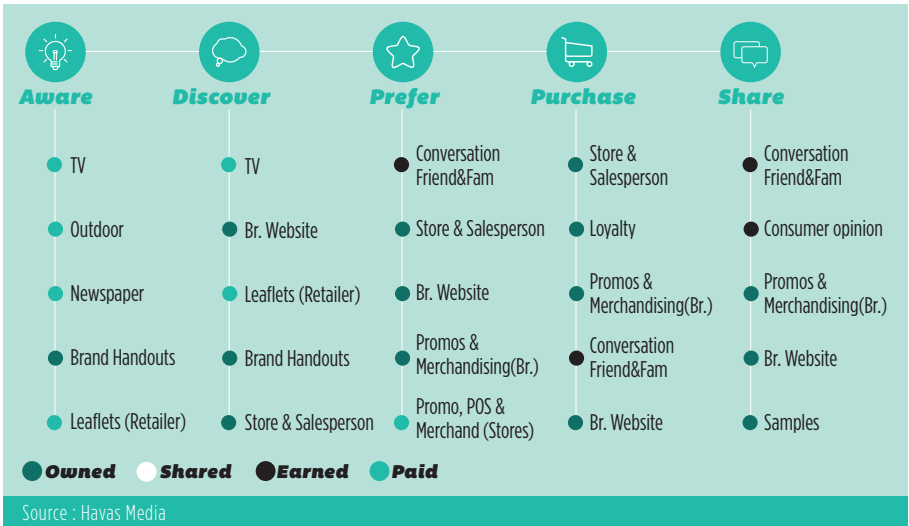 Aware
Discover
Prefer
Purchase
Share
TV
Outdoor
Newspaper
Brand Handouts
Leaflets (Retailer)
TV
Br. Website
Leaflets (Retailer)
Brand Handouts
Store & Salesperson
Conversation
Friend&Fam
Store & Salesperson
Br. Website
Promos &
Merchandising(Br.)
Promo, POS &
Merchand (Stores)
Store &
Salesperson
Loyalty
Promos &
Merchandising(Br.)
Conversation
Friend&Fam
Br. Website
Conversation
Friend&Fam
Consumer opinion
Promos &
Merchandising(Br.)
Br. Website
Samples
Owned
Shared
Earned
Paid
Source : Havas Media